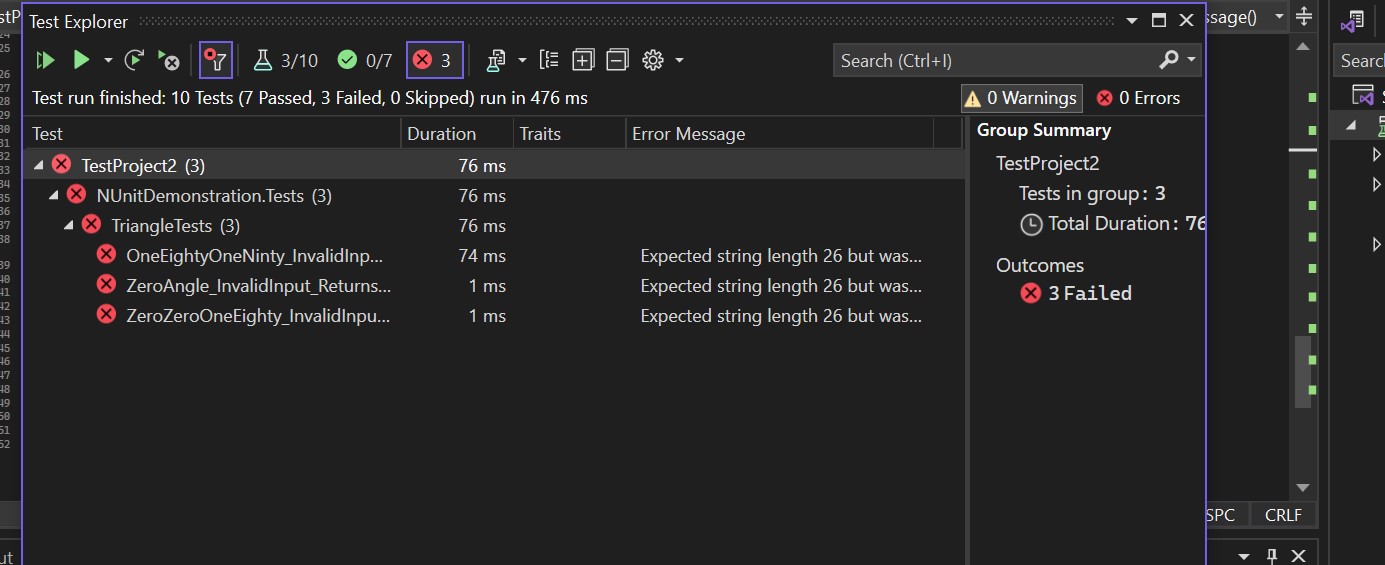 Test Explorer
ssage()
3/10
0/7
3
Search (Ctrl+I)
Searc
Test run finished: 10 Tests (7 Passed, 3 Failed, 0 Skipped) run in 476 ms
0 Warnings
0 Errors
Test
Duration
Traits
Error Message
Group Summary
TestProject2 (3)
76 ms
TestProject2
NUnitDemonstration.Tests (3)
76 ms
Tests in group: 3
TriangleTests (3)
76 ms
Total Duration: 76
OneEightyOneNinty_InvalidInp...
74 ms
Expected string length 26 but was...
Outcomes
ZeroAngle_InvalidInput_Returns...
1 ms
Expected string length 26 but was...
3 Failed
ZeroZeroOneEighty_InvalidInpu...
1 ms
Expected string length 26 but was...
SPC
CRLF